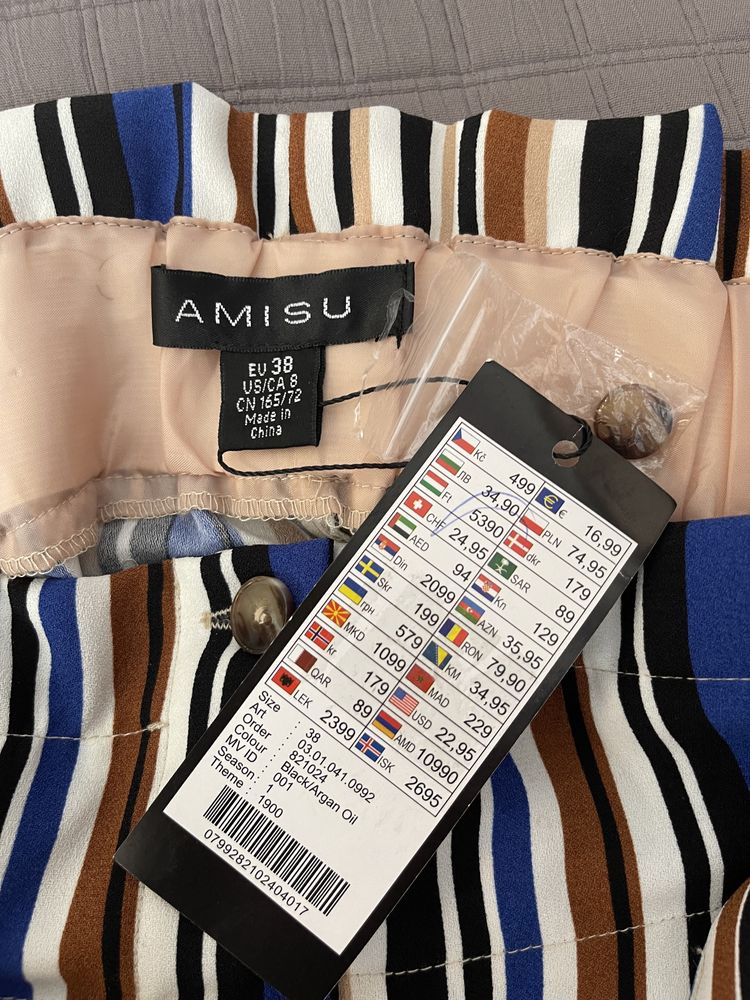 AMISU
EU 38
US/CA 8
CN 165/72
Made in
China
Kč 499 € 16,99
ЛВ 34,90 PLN 74,95
Ft 5390 dkr 179
CHF 24,95 SAR 89
AED 94 Kn 129
Din 2099 AZN 35,95
Skr 199 RON 79,90
грн 579 KM 34,95
MKD 1099 MAD 229
kr 179 USD 22,95
QAR 89 AMD 10990
LEK 2399 ISK 2695
Size : 38
Art : 03.01.041.0992
Order : 821024
Colour : Black/Argan Oil
MV ID : 001
Season : 1
Theme : 1900
0799282102404017